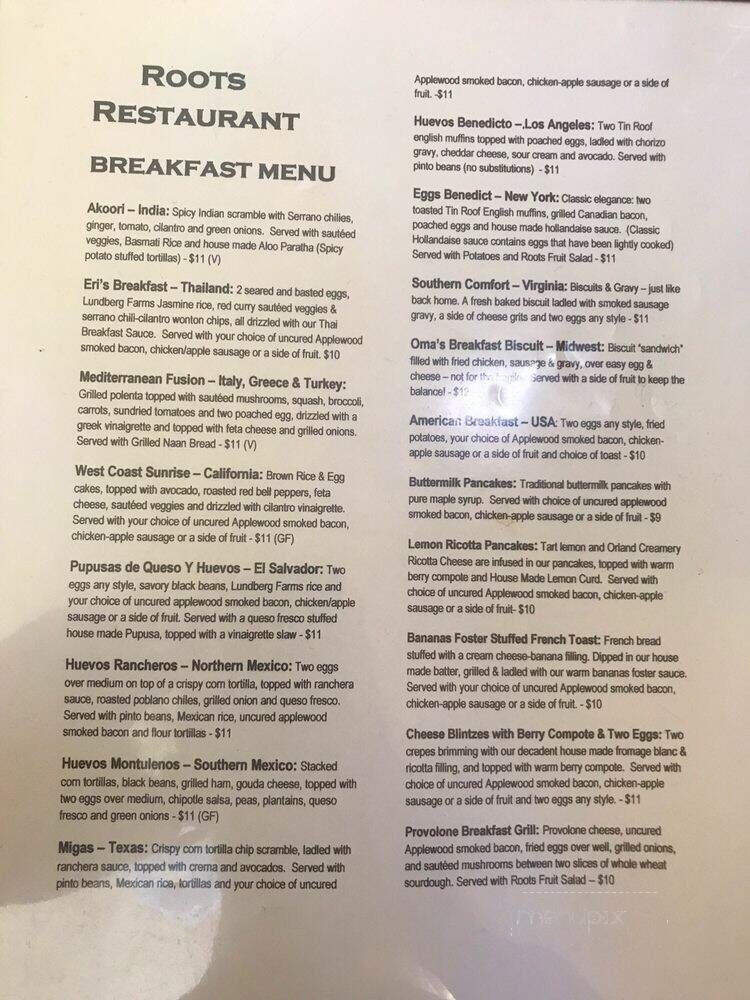 ROOTS
RESTAURANT
BREAKFAST MENU
Akoori – India: Spicy Indian scramble with Serrano chilies,
ginger, tomato, cilantro and green onions. Served with sautéed
veggies, Basmati Rice and house made Aloo Paratha (Spicy
potato stuffed tortillas) - $11 (V)
Eri's Breakfast – Thailand: 2 seared and basted eggs,
Lundberg Farms Jasmine rice, red curry sautéed veggies &
serrano chili-cilantro wonton chips, all drizzled with our Thai
Breakfast Sauce. Served with your choice of uncured Applewood
smoked bacon, chicken/apple sausage or a side of fruit. $10
Mediterranean Fusion – Italy, Greece & Turkey:
Grilled polenta topped with sautéed mushrooms, squash, broccoli,
carrots, sundried tomatoes and two poached egg, drizzled with a
greek vinaigrette and topped with feta cheese and grilled onions.
Served with Grilled Naan Bread - $11 (V)
West Coast Sunrise – California: Brown Rice & Egg
cakes, topped with avocado, roasted red bell peppers, feta
cheese, sautéed veggies and drizzled with cilantro vinaigrette.
Served with your choice of uncured Applewood smoked bacon,
chicken-apple sausage or a side of fruit - $11 (GF)
Pupusas de Queso Y Huevos – El Salvador: Two
eggs any style, savory black beans, Lundberg Farms rice and
your choice of uncured applewood smoked bacon, chicken/apple
sausage or a side of fruit. Served with a queso fresco stuffed
house made Pupusa, topped with a vinaigrette slaw - $11
Huevos Rancheros – Northern Mexico: Two eggs
over medium on top of a crispy corn tortilla, topped with ranchera
sauce, roasted poblano chiles, grilled onion and queso fresco.
Served with pinto beans, Mexican rice, uncured applewood
smoked bacon and flour tortillas - $11
Huevos Montulenos – Southern Mexico: Stacked
corn tortillas, black beans, grilled ham, gouda cheese, topped with
two eggs over medium, chipotle salsa, peas, plantains, queso
fresco and green onions - $11 (GF)
Migas – Texas: Crispy corn tortilla chip scramble, ladled with
ranchera sauce, topped with crema and avocados. Served with
pinto beans, Mexican rice, tortillas and your choice of uncured
Applewood smoked bacon, chicken-apple sausage or a side of
fruit. -$11
Huevos Benedicto –.Los Angeles: Two Tin Roof
english muffins topped with poached eggs, ladled with chorizo
gravy, cheddar cheese, sour cream and avocado. Served with
pinto beans (no substitutions) - $11
Eggs Benedict – New York: Classic elegance: two
toasted Tin Roof English muffins, grilled Canadian bacon,
poached eggs and house made hollandaise sauce. (Classic
Hollandaise sauce contains eggs that have been lightly cooked)
Served with Potatoes and Roots Fruit Salad - $11
Southern Comfort – Virginia: Biscuits & Gravy – just like
back home. A fresh baked biscuit ladled with smoked sausage
gravy, a side of cheese grits and two eggs any style - $11
Oma's Breakfast Biscuit – Midwest: Biscuit "sandwich"
filled with fried chicken, sausage & gravy, over easy egg &
cheese – not for the Served with a side of fruit to keep the
balance! - $12
American Breakfast – USA: Two eggs any style, fried
potatoes, your choice of Applewood smoked bacon, chicken-
apple sausage or a side of fruit and choice of toast - $10
Buttermilk Pancakes: Traditional buttermilk pancakes with
pure maple syrup. Served with choice of uncured applewood
smoked bacon, chicken-apple sausage or a side of fruit - $9
Lemon Ricotta Pancakes: Tart lemon and Orland Creamery
Ricotta Cheese are infused in our pancakes, topped with warm
berry compote and House Made Lemon Curd. Served with
choice of uncured Applewood smoked bacon, chicken-apple
sausage or a side of fruit- $10
Bananas Foster Stuffed French Toast: French bread
stuffed with a cream cheese-banana filling. Dipped in our house
made batter, grilled & ladled with our warm bananas foster sauce.
Served with your choice of uncured Applewood smoked bacon,
chicken-apple sausage or a side of fruit. - $10
Cheese Blintzes with Berry Compote & Two Eggs: Two
crepes brimming with our decadent house made fromage blanc &
ricotta filling, and topped with warm berry compote. Served with
choice of uncured Applewood smoked bacon, chicken-apple
sausage or a side of fruit and two eggs any style. - $11
Provolone Breakfast Grill: Provolone cheese, uncured
Applewood smoked bacon, fried eggs over well, grilled onions,
and sautéed mushrooms between two slices of whole wheat
sourdough. Served with Roots Fruit Salad – $10